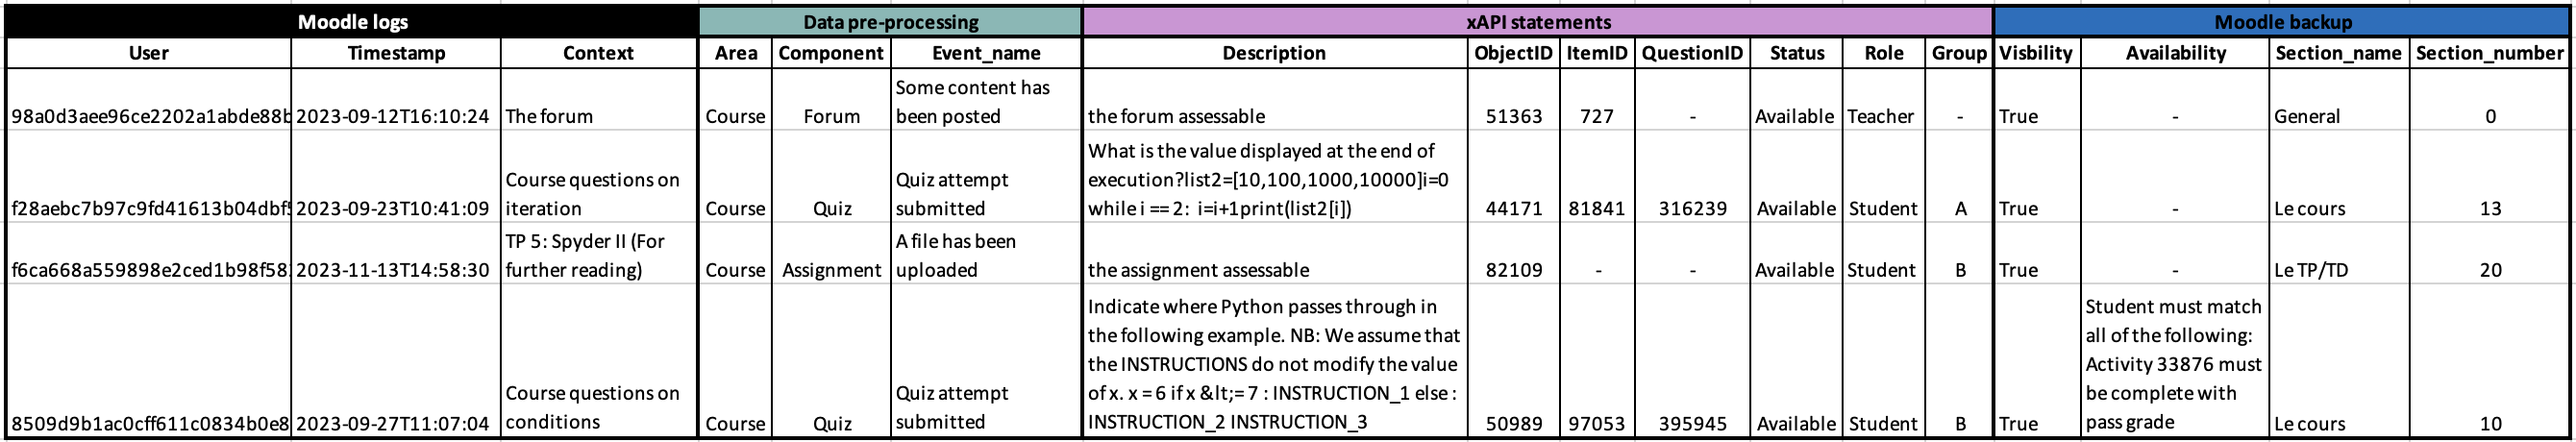 Moodle logs Data pre-processing xAPI statements Moodle backup
User Timestamp Context Area Component Event_name Description ObjectID ItemID QuestionID Status Role Group Visbility Availability Section_name Section_number
98a0d3aee96ce2202a1abde88b 2023-09-12T16:10:24 The forum Course Forum Some content has
been posted the forum assessable 51363 727 - Available Teacher - True - General 0
f28aebc7b97c9fd41613b04dbf 2023-09-23T10:41:09 Course questions on
iteration Course Quiz Quiz attempt
submitted What is the value displayed at the end of
execution?list2=[10,100,1000,10000]i=0
while i == 2: i=i+1print(list2[i]) 44171 81841 316239 Available Student A True - Le cours 13
f6ca668a559898e2ced1b98f58 2023-11-13T14:58:30 TP 5: Spyder II (For
further reading) Course Assignment A file has been
uploaded the assignment assessable 82109 - - Available Student B True - Le TP/TD 20
8509d9b1ac0cff611c0834b0e8 2023-09-27T11:07:04 Course questions on
conditions Course Quiz Quiz attempt
submitted Indicate where Python passes through in
the following example. NB: We assume that
the INSTRUCTIONS do not modify the value
of x. x = 6 if x &lt;= 7 : INSTRUCTION_1 else :
INSTRUCTION_2 INSTRUCTION_3 50989 97053 395945 Available Student B True Student must match
all of the following:
Activity 33876 must
be complete with
pass grade Le cours 10